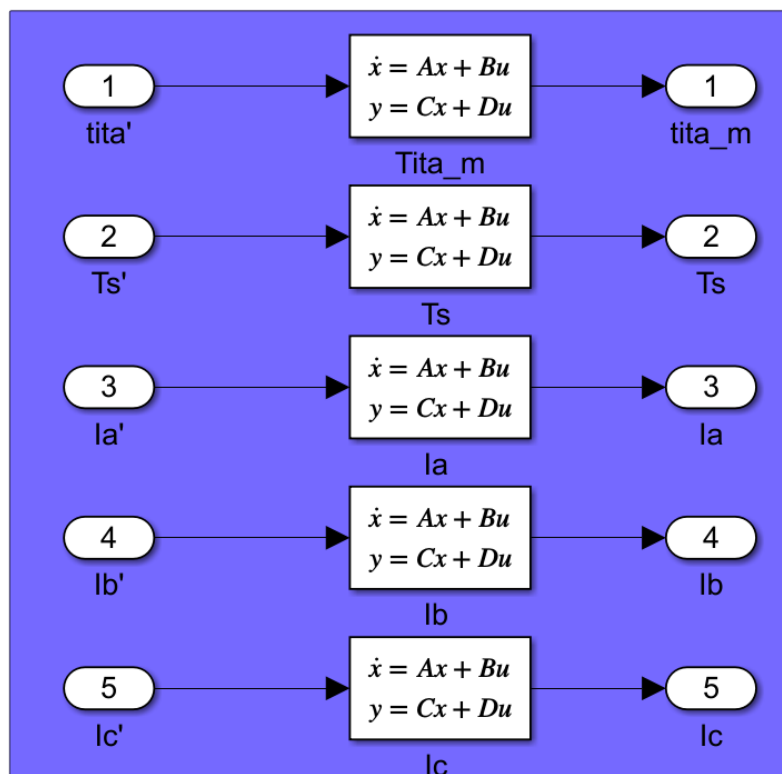 1
ẋ = Ax + Bu
y = Cx + Du
1
tita'
Tita_m
tita_m
2
ẋ = Ax + Bu
y = Cx + Du
2
Ts'
Ts
Ts
3
ẋ = Ax + Bu
y = Cx + Du
3
Ia'
Ia
Ia
4
ẋ = Ax + Bu
y = Cx + Du
4
Ib'
Ib
Ib
5
ẋ = Ax + Bu
y = Cx + Du
5
Ic'
Ic
Ic